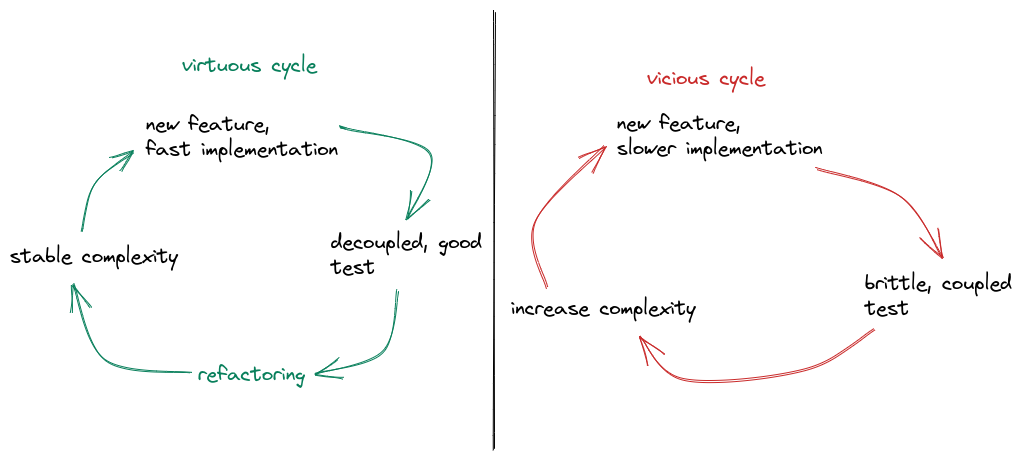 virtuous cycle
new feature,
fast implementation
decoupled, good
test
refactoring
stable complexity
vicious cycle
new feature,
slower implementation
brittle, coupled
test
increase complexity